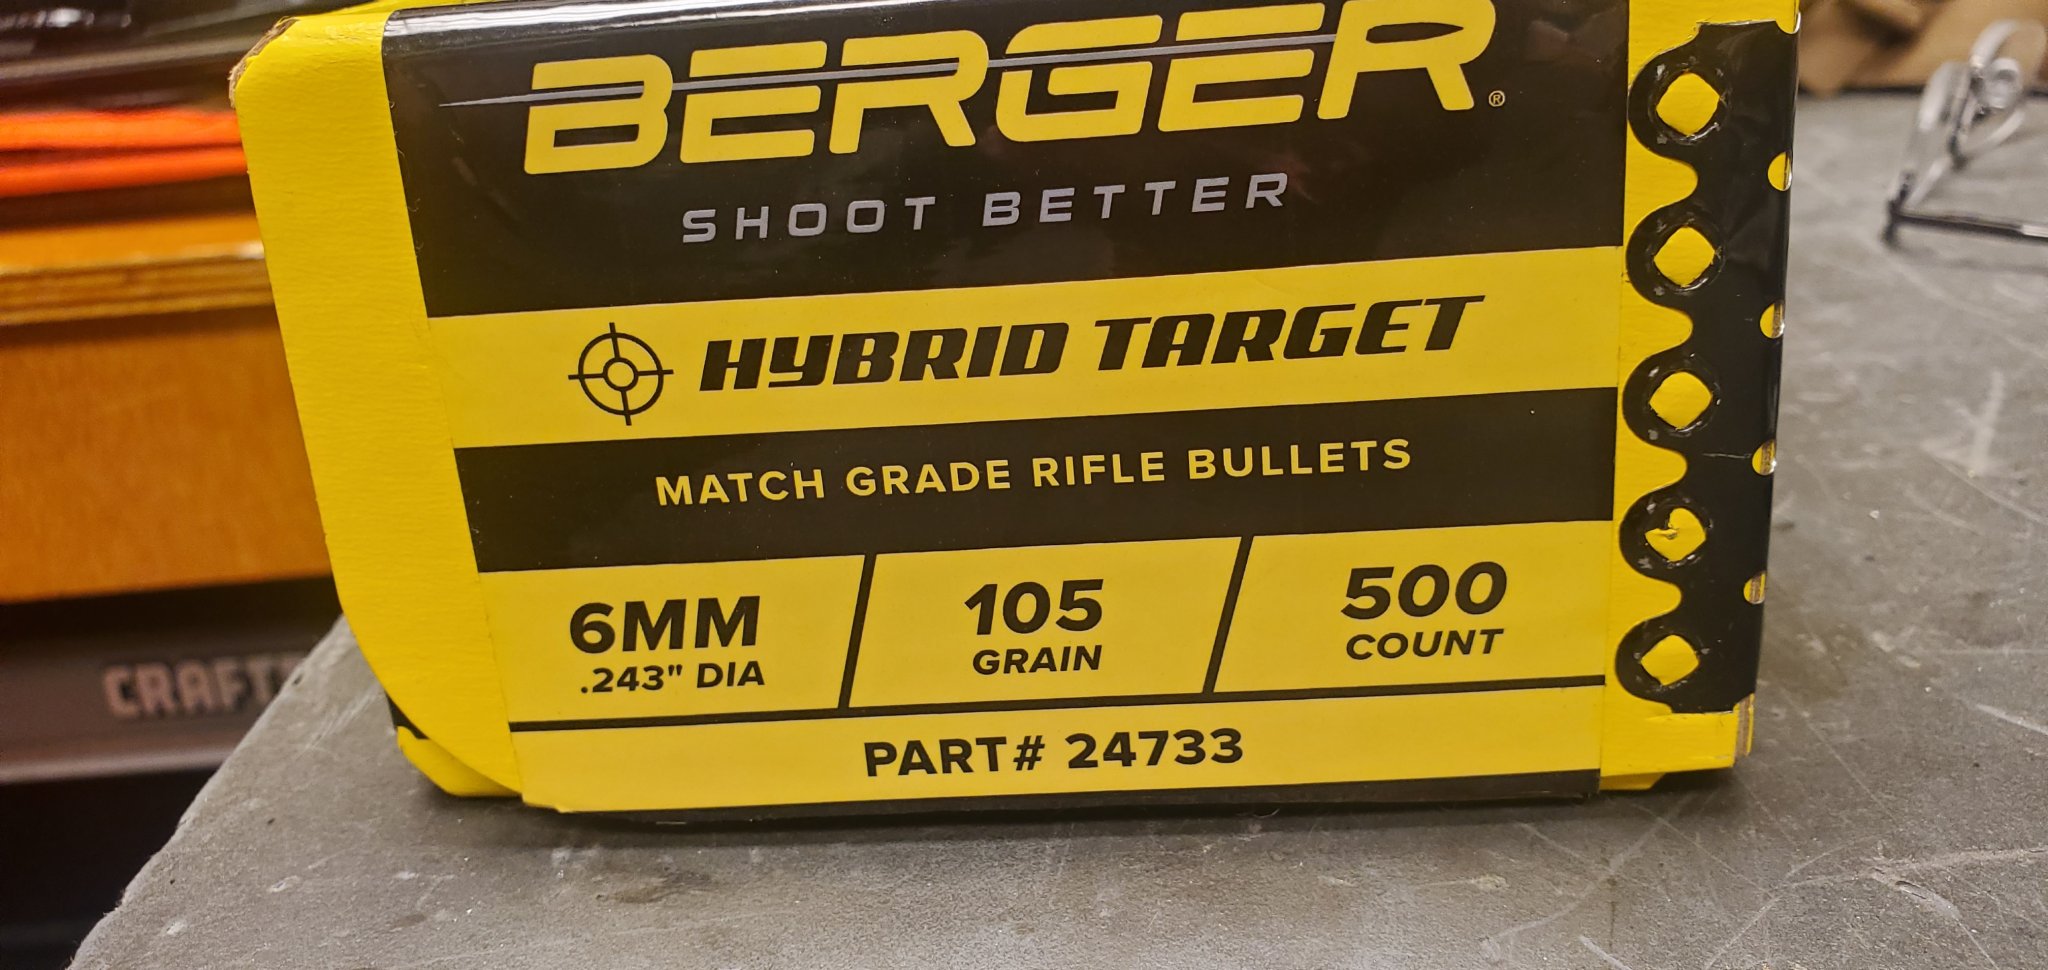 BERGER®
SHOOT BETTER
HYBRID TARGET
MATCH GRADE RIFLE BULLETS
6MM
.243" DIA
105
GRAIN
500
COUNT
PART# 24733